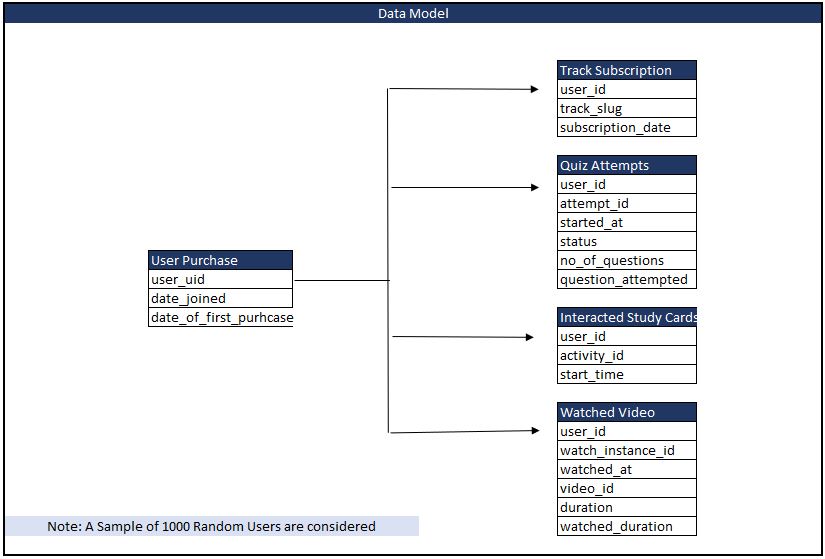 Data Model
Track Subscription
user_id
track_slug
subscription_date
Quiz Attempts
user_id
attempt_id
started_at
status
no_of_questions
question_attempted
User Purchase
user_uid
date_joined
date_of_first_purhcase
Interacted Study Cards
user_id
activity_id
start_time
Watched Video
user_id
watch_instance_id
watched_at
video_id
duration
watched_duration
Note: A Sample of 1000 Random Users are considered